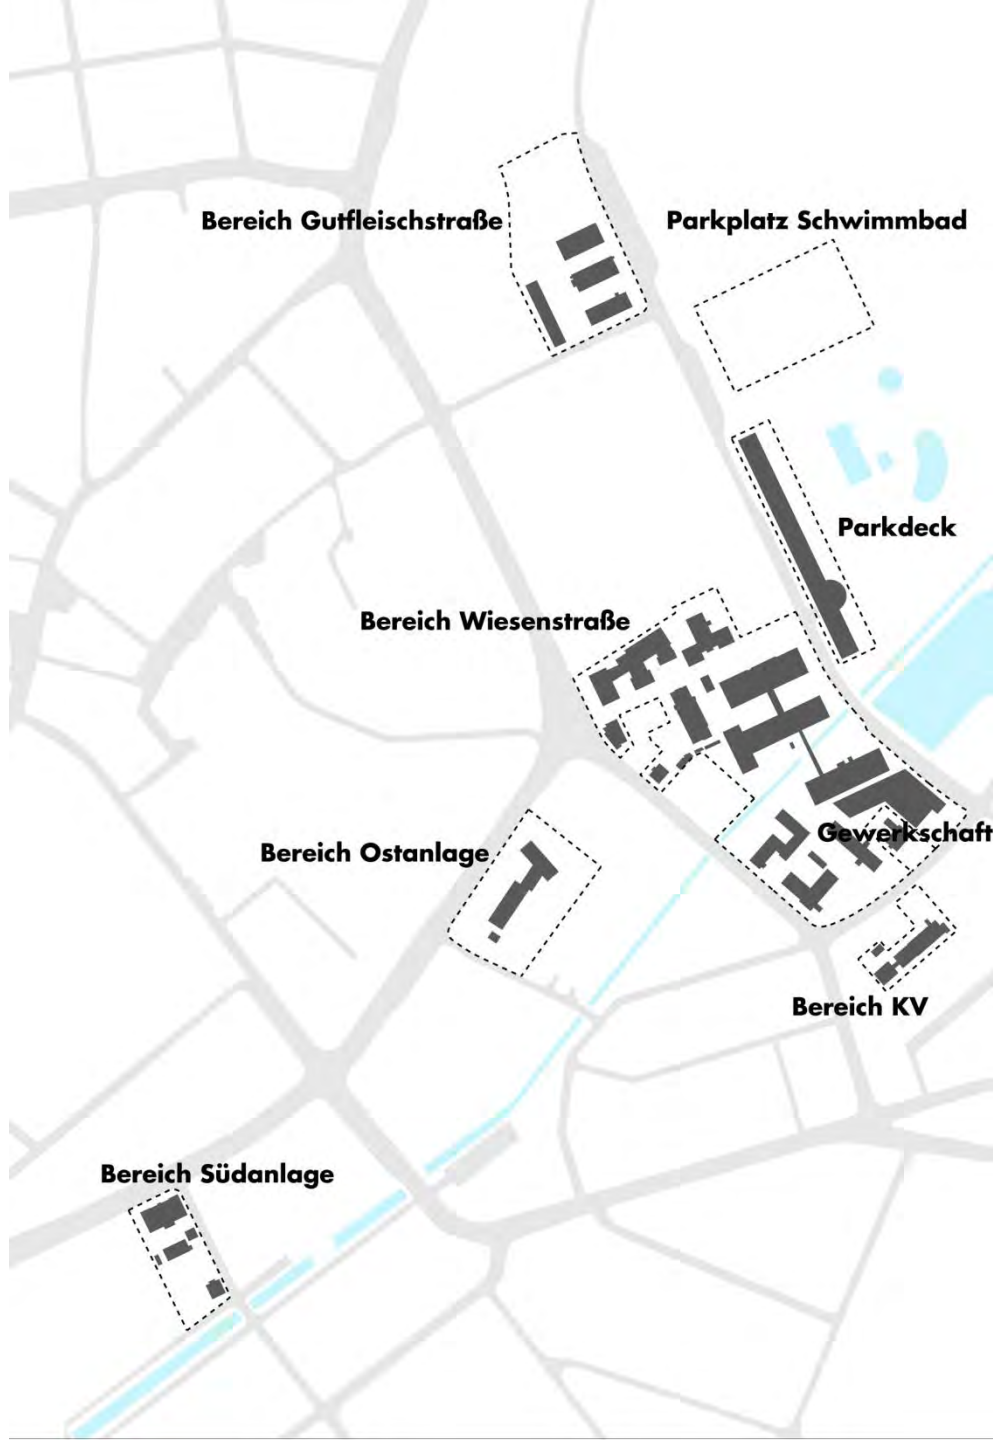 Bereich Gutfleischstraße
Parkplatz Schwimmbad
Parkdeck
Bereich Wiesenstraße
Gewerkschaft
Bereich Ostanlage
Bereich KV
Bereich Südanlage